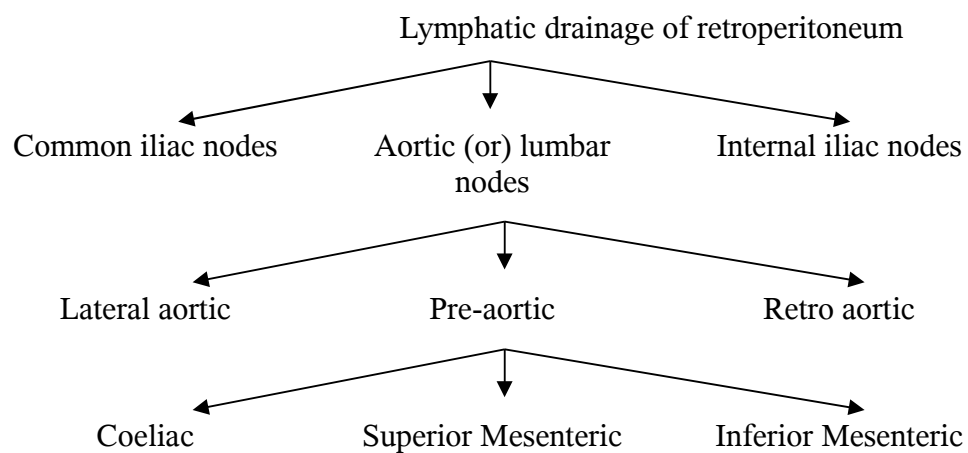 Lymphatic drainage of retroperitoneum
Common iliac nodes
Aortic (or) lumbar
nodes
Internal iliac nodes
Lateral aortic
Pre-aortic
Retro aortic
Coeliac
Superior Mesenteric
Inferior Mesenteric